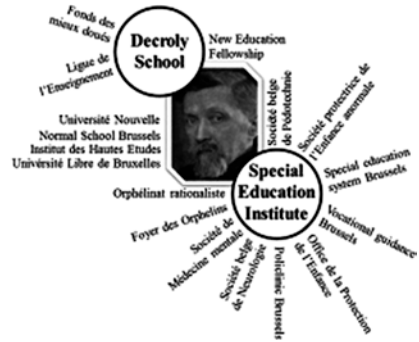 Fonds des
mieux doués
Ligue de
l'Enseignement
Decroly
School
New Education
Fellowship
Université Nouvelle
Normal School Brussels
Institut des Hautes Etudes
Université Libre de Bruxelles
Orphélinat rationaliste
Société belge
de Pédotechnie
Société protectrice de
l'Enfance anormale
Special education
system Brussels
Special
Education
Institute
Vocational guidance
Brussels
Office de la Protection
de l'Enfance
Policlinic Brussels
Société belge
de Neurologie
Société de
Médecine mentale
Foyer des Orphelins